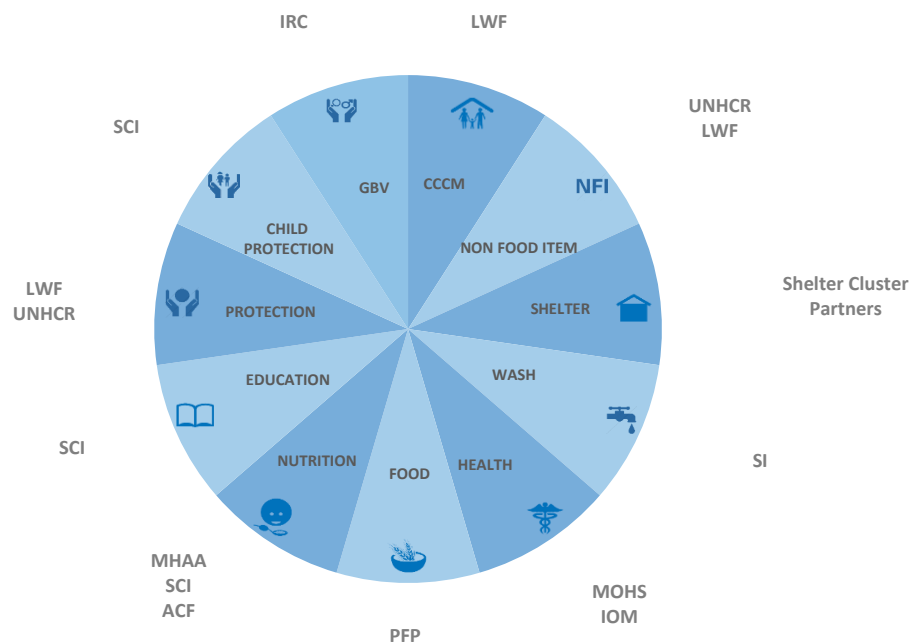 IRC
LWF
UNHCR
LWF
SCI
GBV
CCCM
NFI
CHILD
PROTECTION
NON FOOD ITEM
LWF
UNHCR
PROTECTION
SHELTER
Shelter Cluster
Partners
EDUCATION
WASH
SCI
NUTRITION
FOOD
HEALTH
SI
MHAA
SCI
ACF
MOHS
IOM
PFP